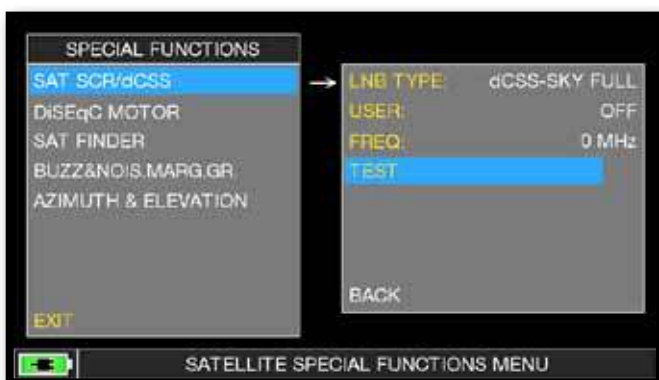 SPECIAL FUNCTIONS
SAT SCR/dCSS
DiSEqC MOTOR
SAT FINDER
BUZZ&NOIS.MARG.GR
AZIMUTH & ELEVATION
EXIT
LNB TYPE: dCSS-SKY FULL
USER: OFF
FREQ: 0 MHz
TEST
BACK
SATELLITE SPECIAL FUNCTIONS MENU